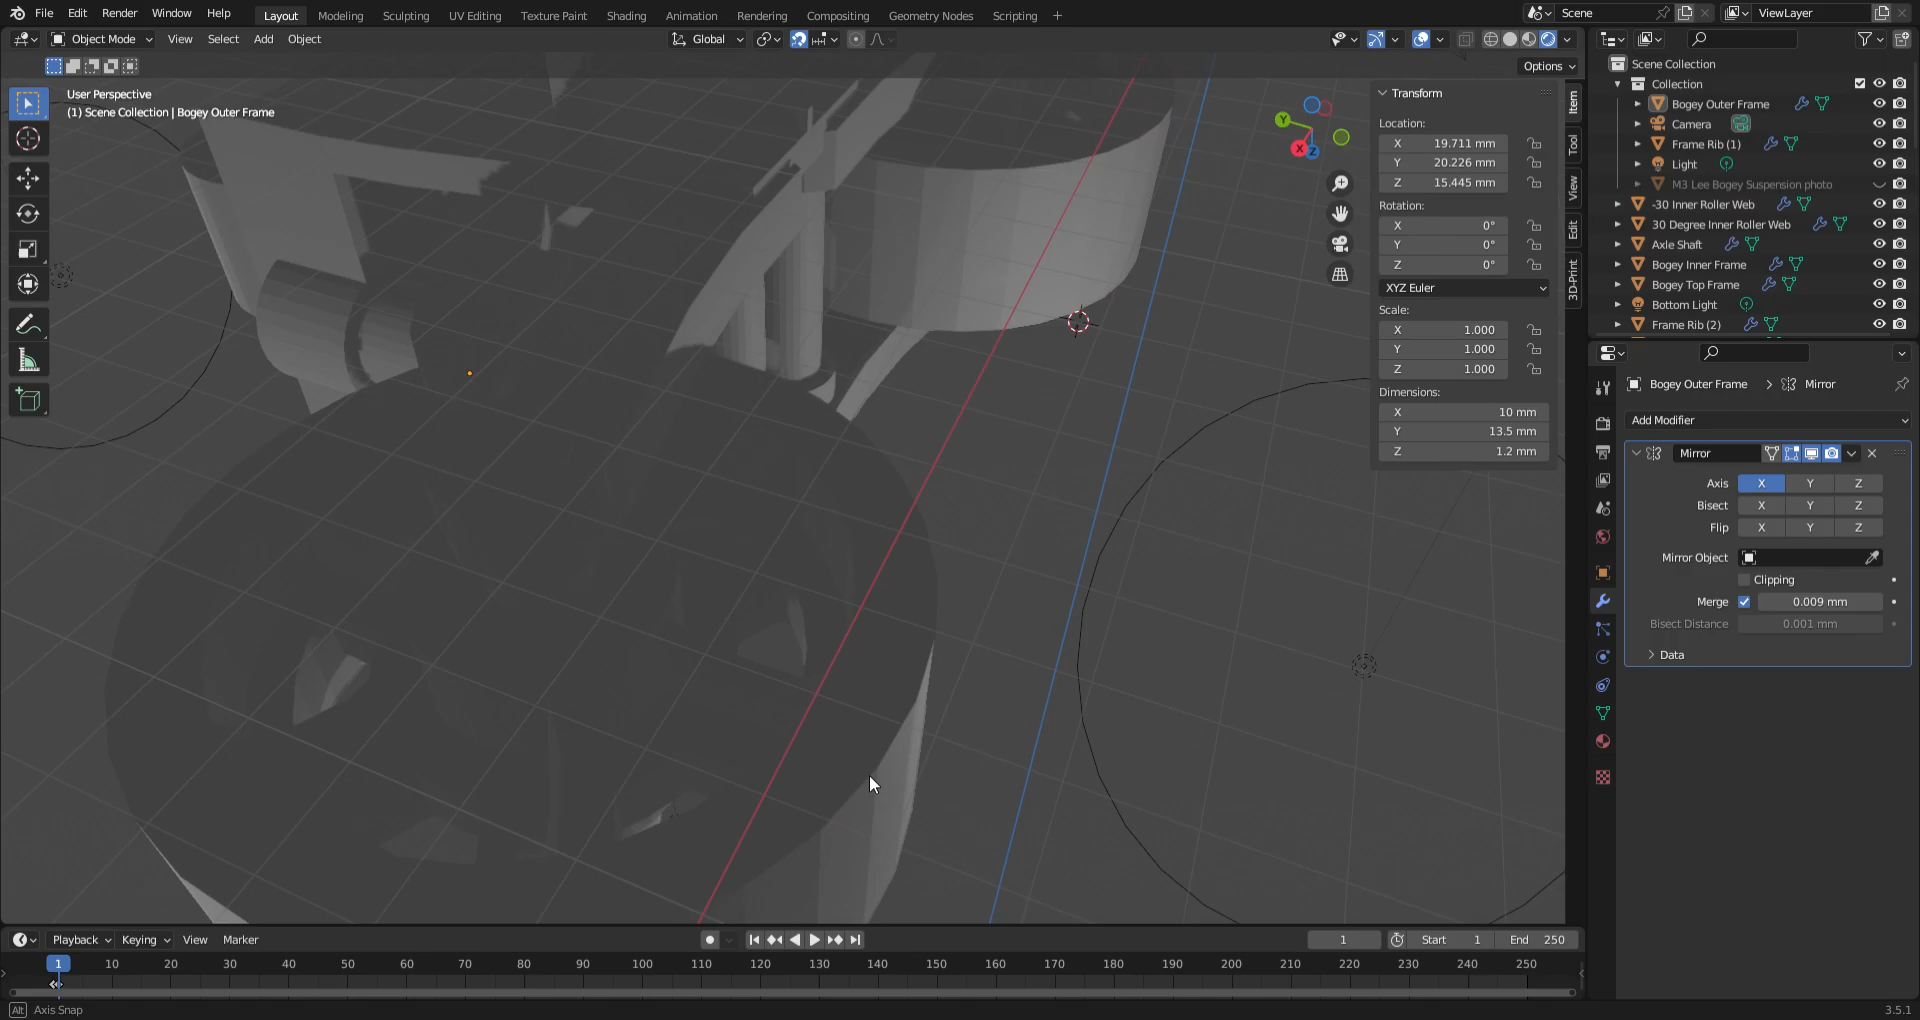 File Edit Render Window Help Layout Modeling Sculpting UV Editing Texture Paint Shading Animation Rendering Compositing Geometry Nodes Scripting + Scene ViewLayer
Object Mode View Select Add Object Global
Options
User Perspective
(1) Scene Collection | Bogey Outer Frame
Y
X
Z
Transform
Location:
X 19.711 mm
Y 20.226 mm
Z 15.445 mm
Rotation:
X 0°
Y 0°
Z 0°
XYZ Euler
Scale:
X 1.000
Y 1.000
Z 1.000
Dimensions:
X 10 mm
Y 13.5 mm
Z 1.2 mm
Item
Tool
View
Edit
3D-Print
Scene Collection
Collection
Bogey Outer Frame
Camera
Frame Rib (1)
Light
M3 Lee Bogey Suspension photo
-30 Inner Roller Web
30 Degree Inner Roller Web
Axle Shaft
Bogey Inner Frame
Bogey Top Frame
Bottom Light
Frame Rib (2)
Bogey Outer Frame > Mirror
Add Modifier
Mirror
Axis X Y Z
Bisect X Y Z
Flip X Y Z
Mirror Object
Clipping
Merge 0.009 mm
Bisect Distance 0.001 mm
Data
Playback Keying View Marker 1 Start 1 End 250
1 10 20 30 40 50 60 70 80 90 100 110 120 130 140 150 160 170 180 190 200 210 220 230 240 250
Alt Axis Snap 3.5.1